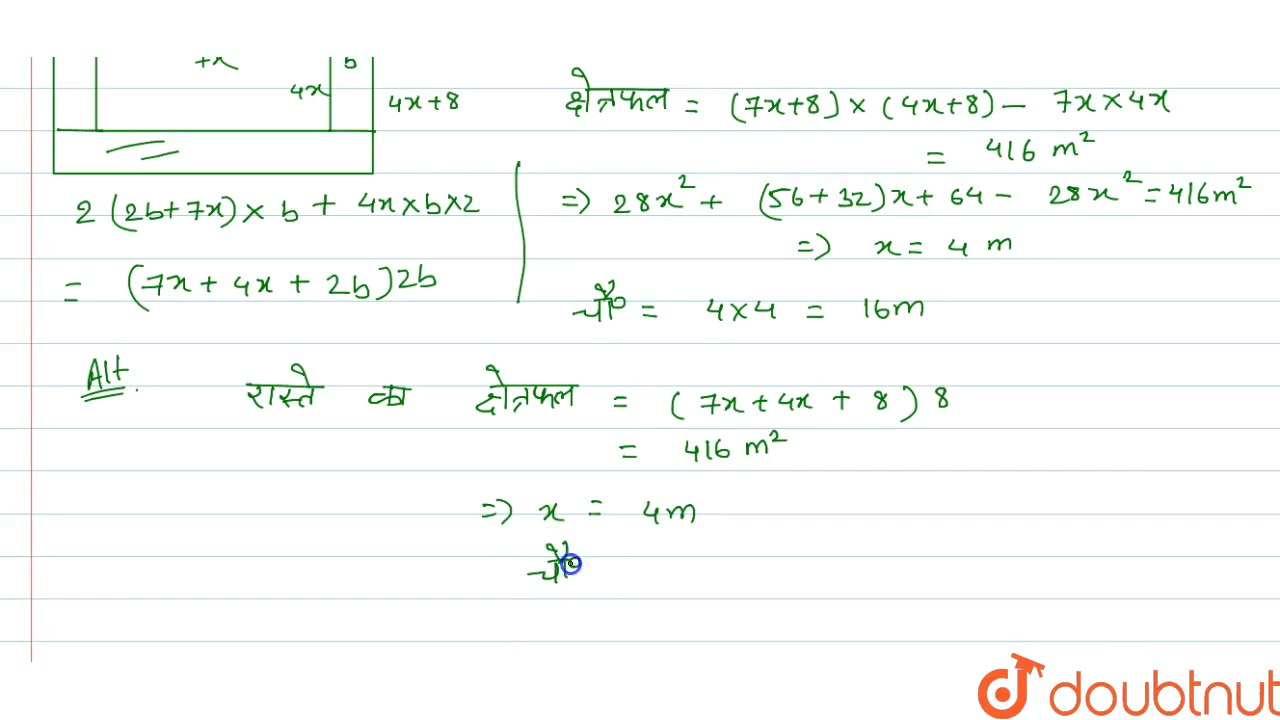 7x b
4x 4x+8
2(2b+7x)×b + 4x×b×2
= (7x + 4x + 2b)2b
क्षेत्रफल = (7x+8) × (4x+8) – 7x×4x
= 416 m²
=> 28x² + (56+32)x + 64 – 28x² = 416m²
=> x = 4 m
चौ० = 4×4 = 16m
Alt.
रास्ते का क्षेत्रफल = (7x+4x + 8) 8
= 416 m²
=> x = 4m
चौ०
doubtnut